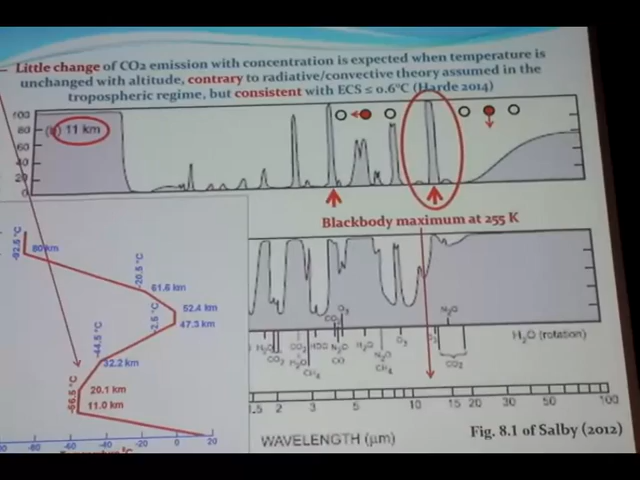 Little change of CO2 emission with concentration is expected when temperature is
unchanged with altitude, contrary to radiative/convective theory assumed in the
tropospheric regime, but consistent with ECS ≤ 0.6°C (Harde 2014)
100
80
60
40
20
0
11 km
Blackbody maximum at 255 K
-92.5 °C
80 km
-20.5 °C
61.6 km
52.4 km
-2.5 °C
47.3 km
-44.5 °C
32.2 km
-56.5 °C
20.1 km
11.0 km
-80
-60
-40
-20
0
20
H₂O
CO₂
CO₂
H₂O
CH₄
HDO
CO₂
O₃
N₂O
H₂O
N₂O
CH₄
O₃
N₂O
CO₂
H₂O (rotation)
1.5
2
3
5
10
15
20
30
50
100
WAVELENGTH (μm)
Fig. 8.1 of Salby (2012)